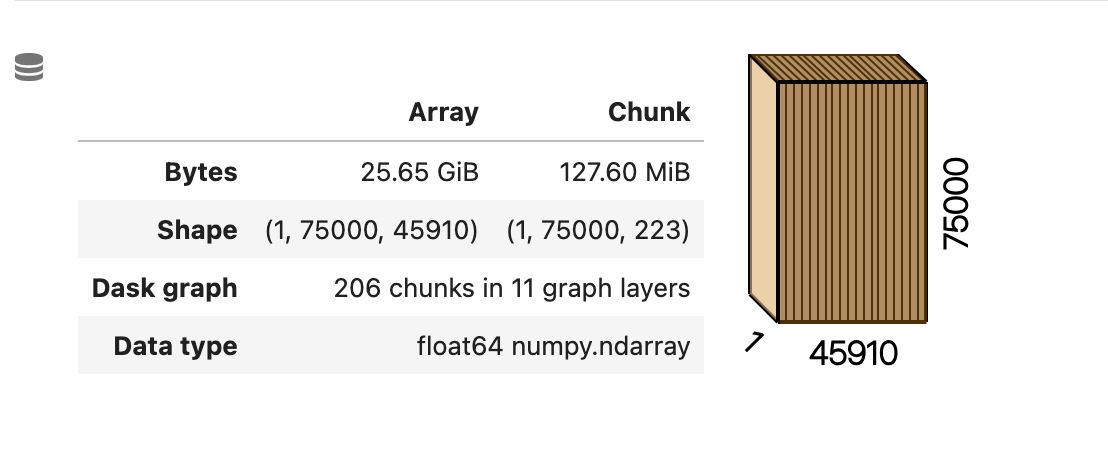 Array Chunk
Bytes 25.65 GiB 127.60 MiB
Shape (1, 75000, 45910) (1, 75000, 223)
Dask graph 206 chunks in 11 graph layers
Data type float64 numpy.ndarray
75000
1
45910